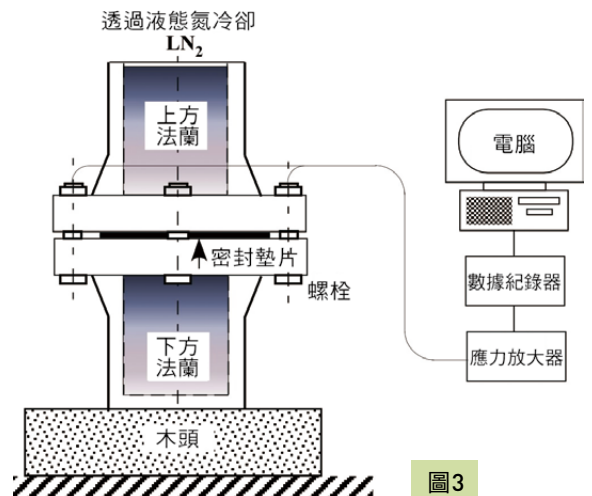 透過液態氮冷卻
LN₂
上方
法蘭
電腦
密封墊片
螺栓
數據紀錄器
下方
法蘭
應力放大器
木頭
圖3